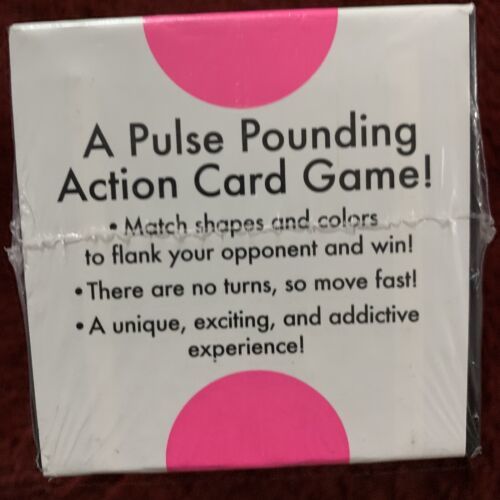 A Pulse Pounding
Action Card Game!
• Match shapes and colors
to flank your opponent and win!
• There are no turns, so move fast!
• A unique, exciting, and addictive
experience!